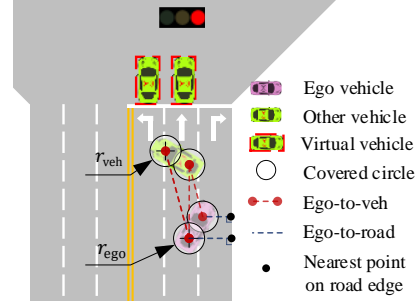 Ego vehicle
Other vehicle
Virtual vehicle
Covered circle
Ego-to-veh
Ego-to-road
Nearest point
on road edge
r_veh
r_ego